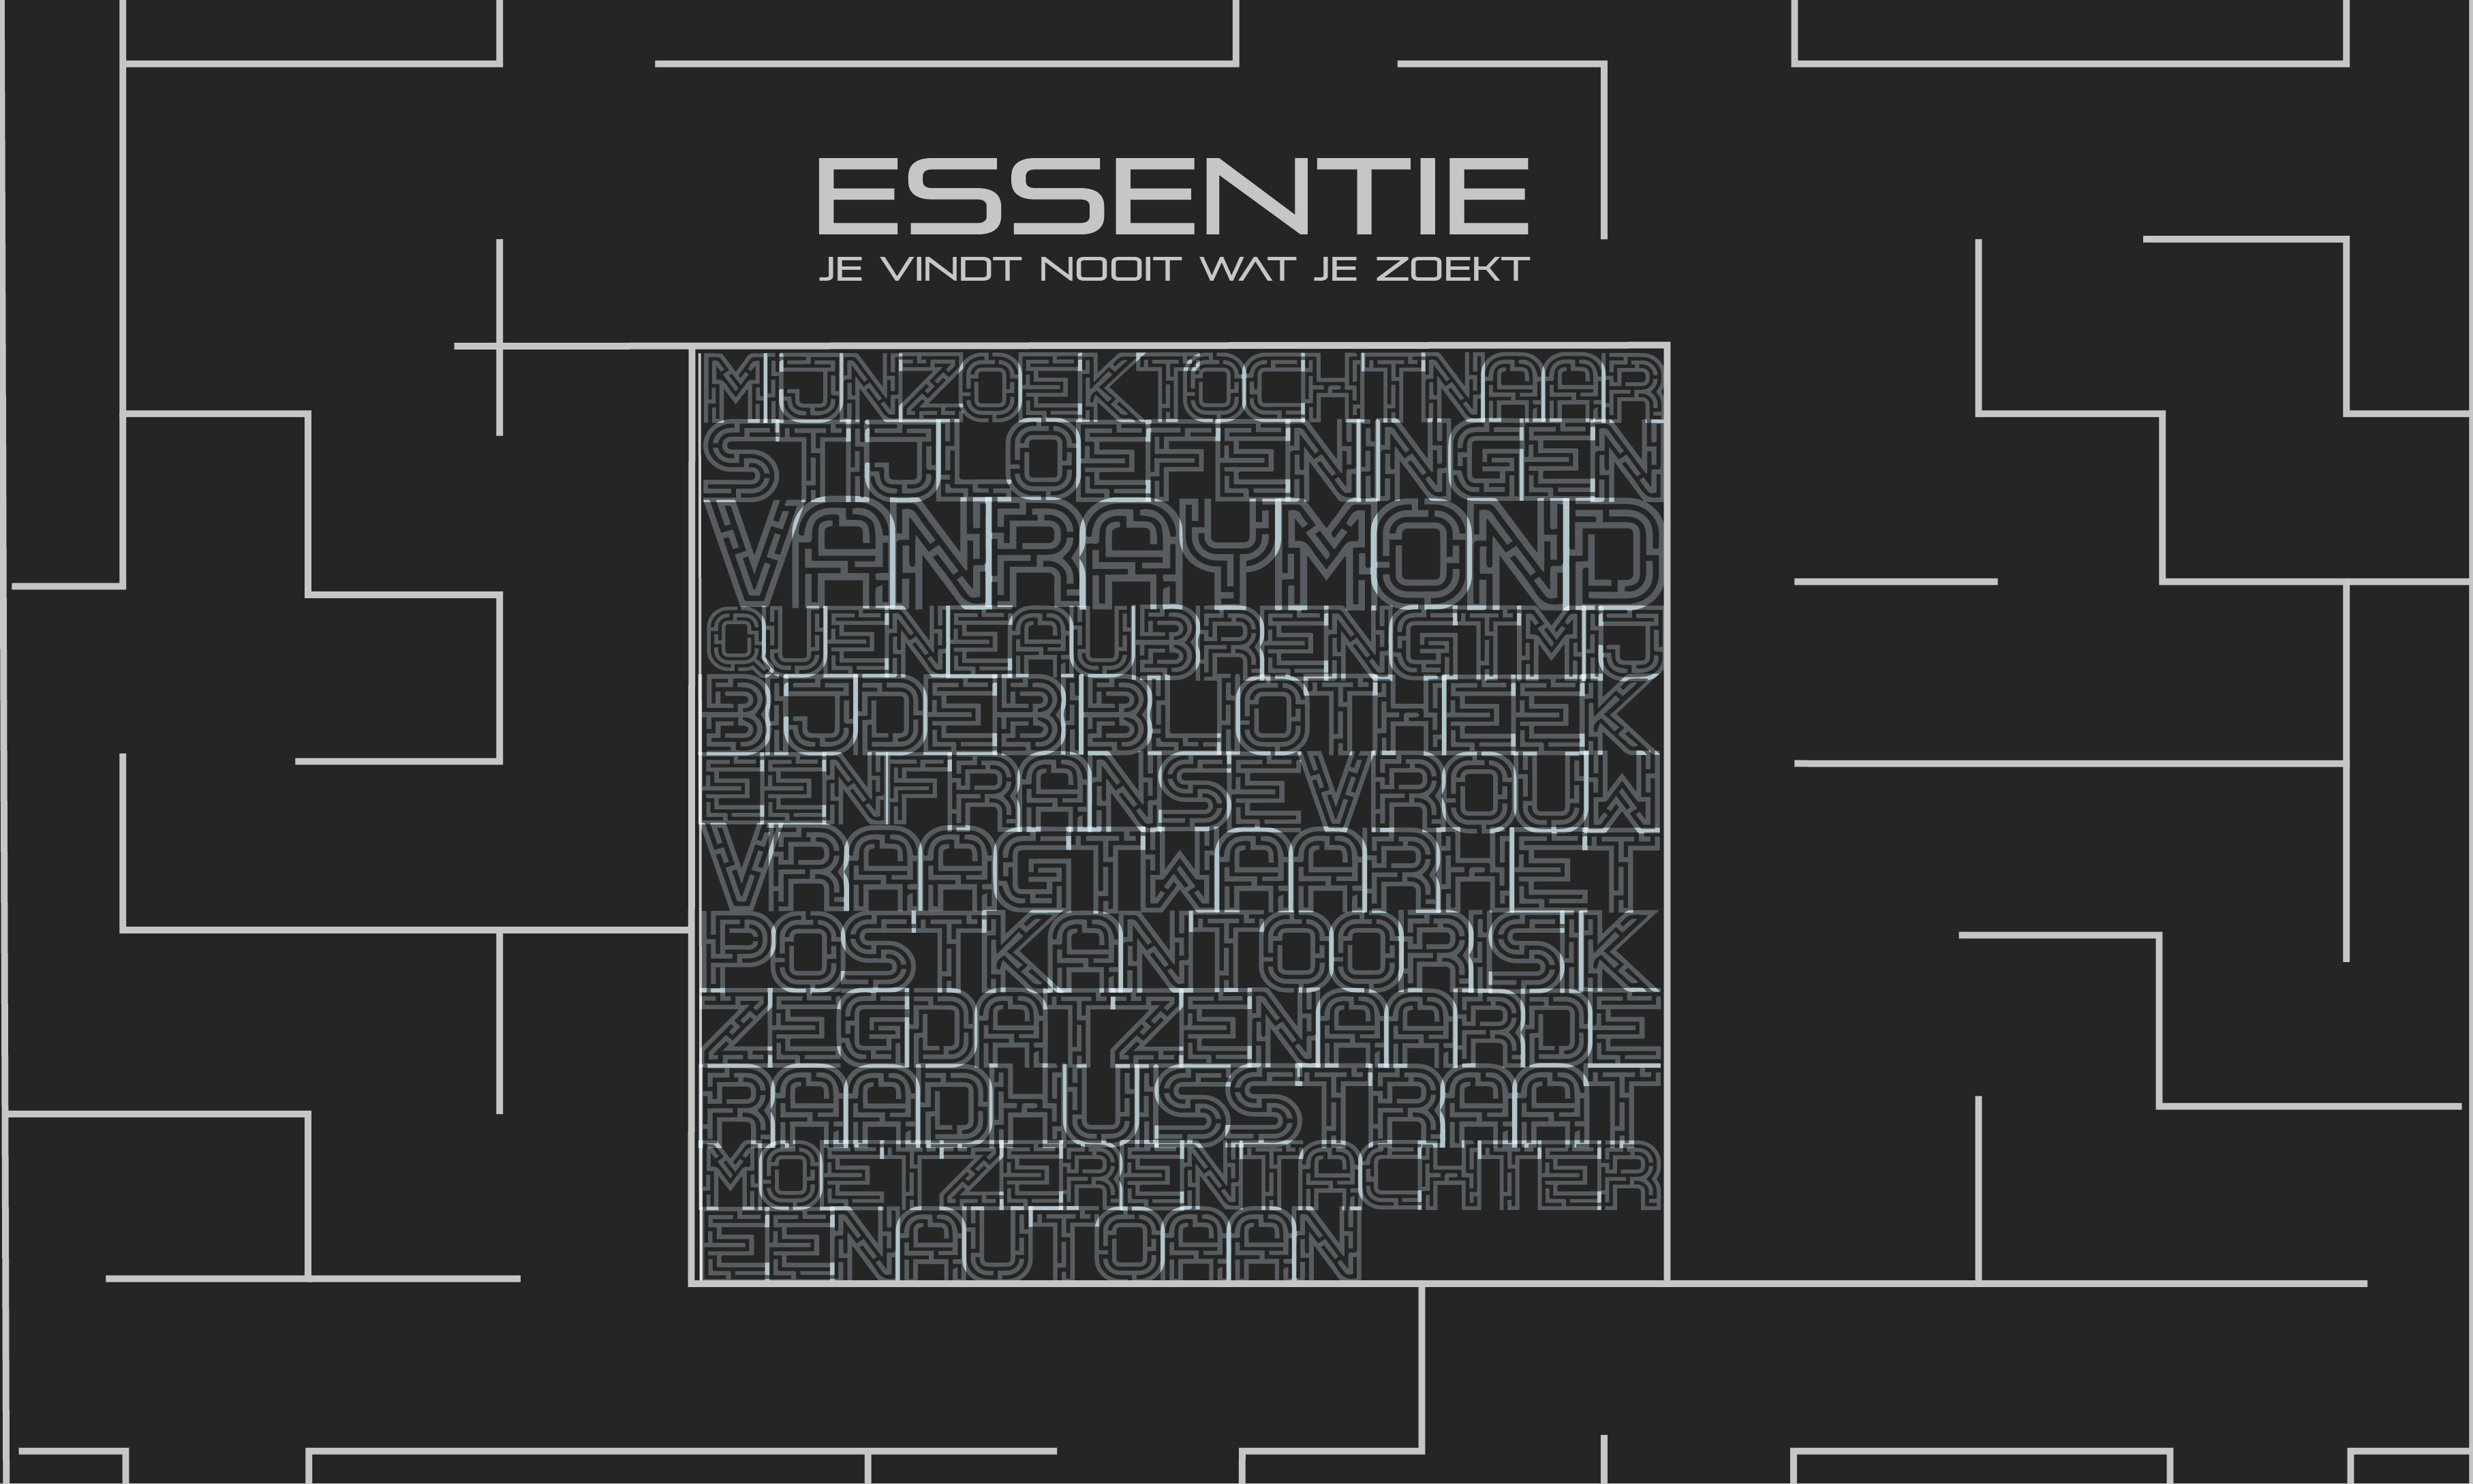 ESSENTIE
JE VINDT NOOIT WAT JE ZOEKT
MIJNZOEKTOCHTNAAR
STIJLOEFENINGEN
VANRAYMOND
QUENEAUBRENGTMIJ
BIJDEBIBLIOTHEEK
EENFRANSEVROUW
VRAAGTWAARHET
POSTKANTOORISIK
ZEGDATZENAARDE
RAADHUISSTRAAT
MOETZERENTACHTER
EENAUTOAAN